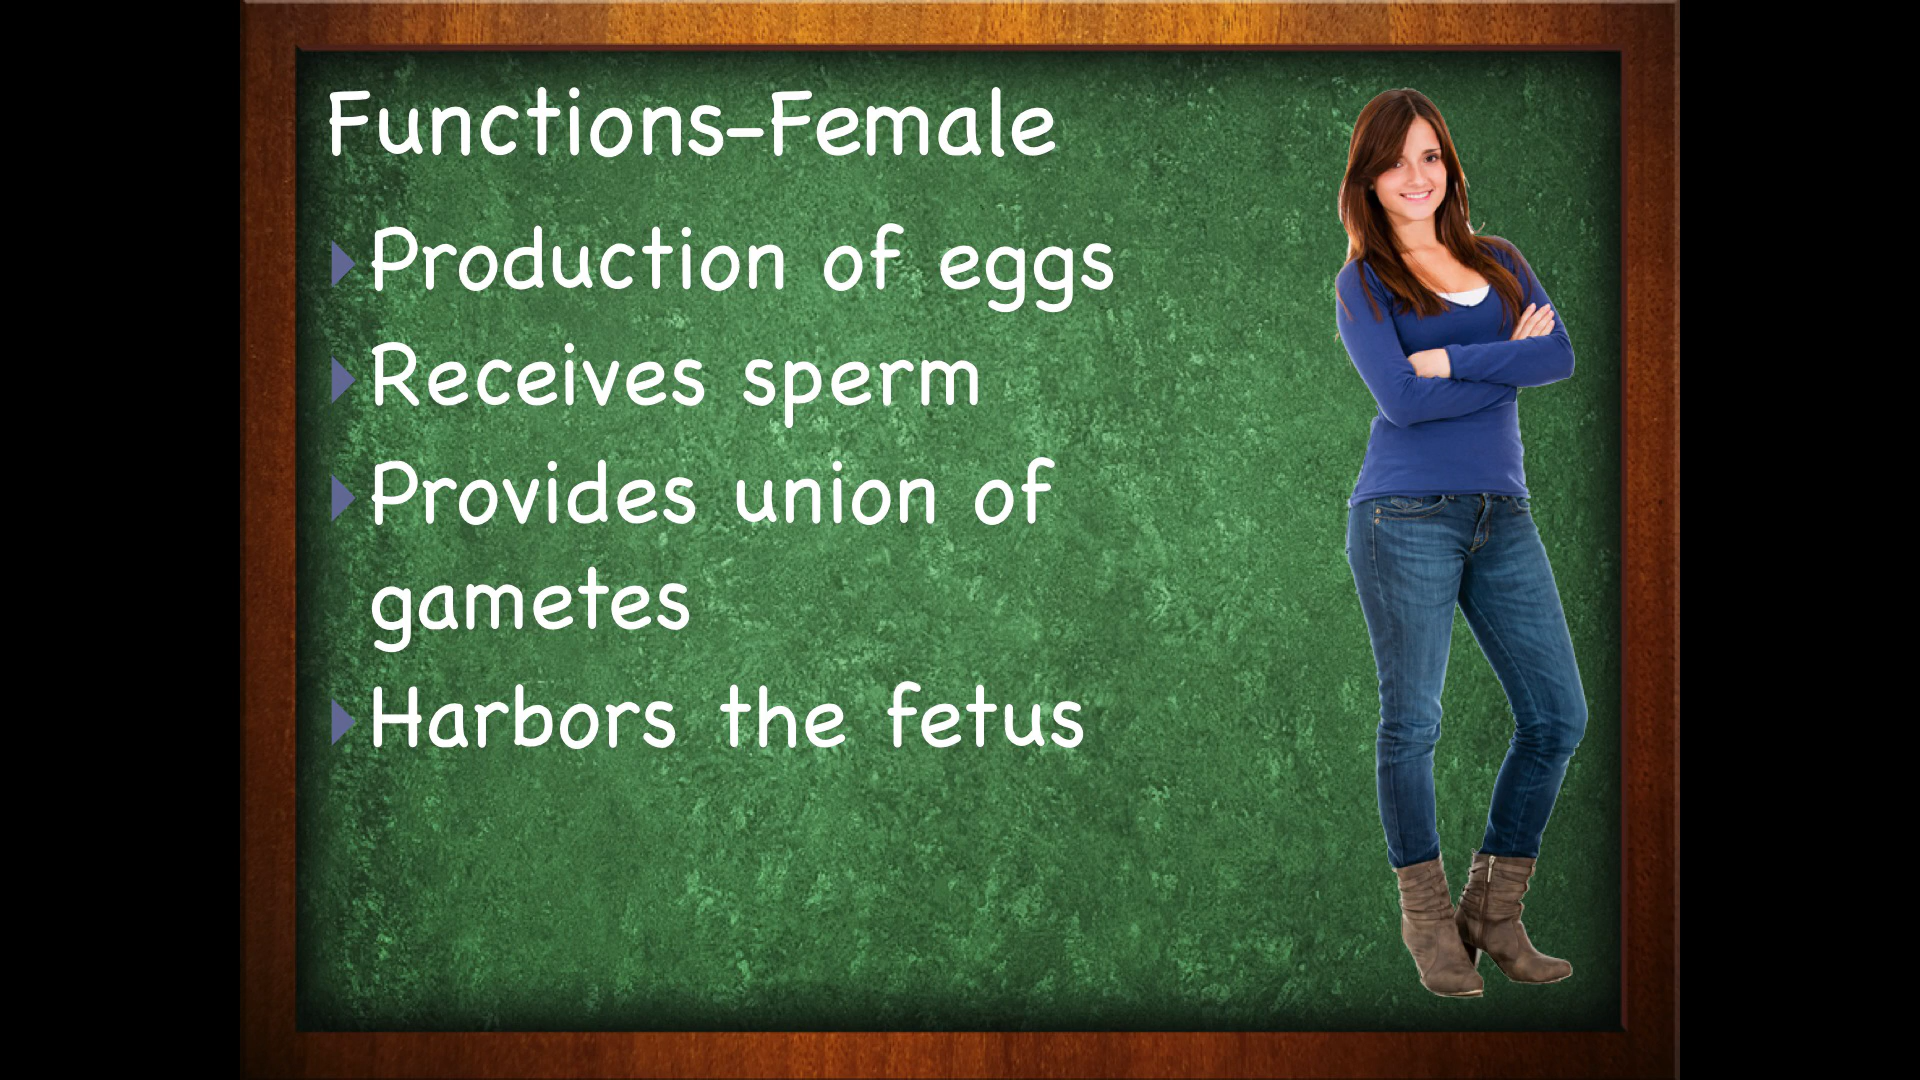 Functions-Female
Production of eggs
Receives sperm
Provides union of
gametes
Harbors the fetus